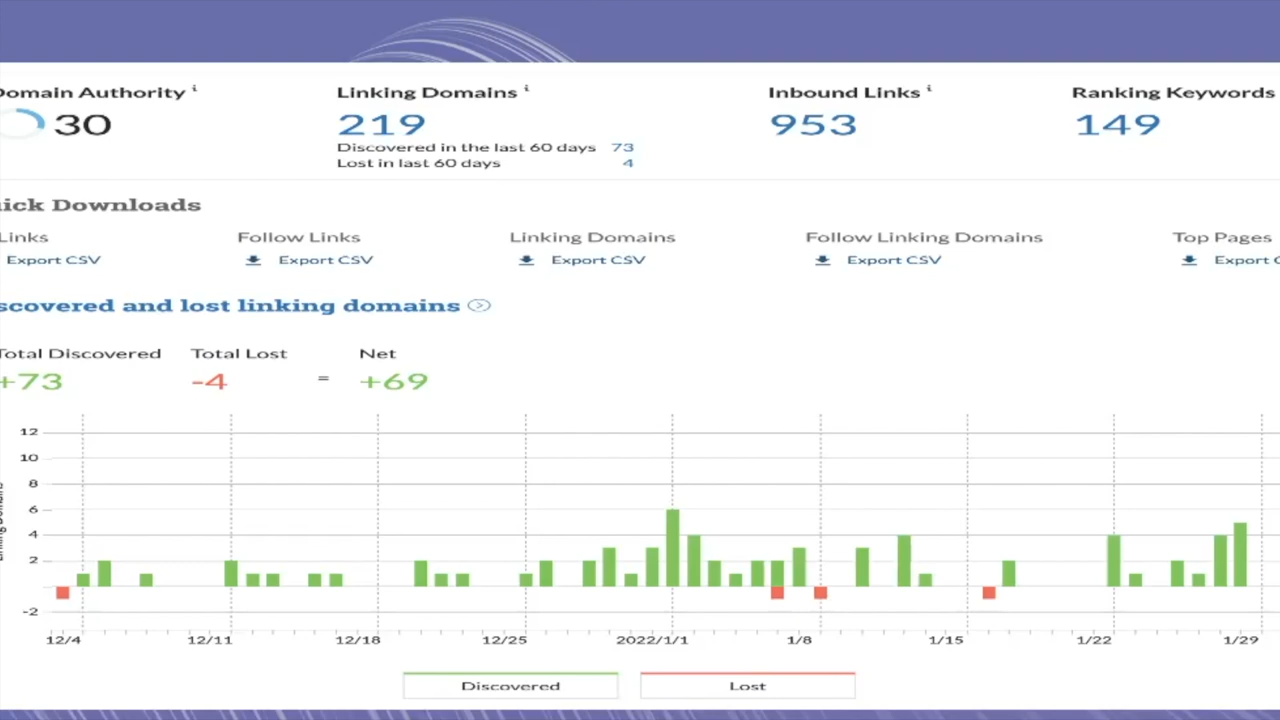 Domain Authority i
Linking Domains i
Inbound Links i
Ranking Keywords
30
219
953
149
Discovered in the last 60 days 73
Lost in last 60 days 4
ick Downloads
Links
Follow Links
Linking Domains
Follow Linking Domains
Top Pages
Export CSV
Export CSV
Export CSV
Export CSV
Export C
scovered and lost linking domains
Total Discovered
Total Lost
Net
+73
-4
=
+69
12
10
8
6
4
2
-2
12/4
12/11
12/18
12/25
2022/1/1
1/8
1/15
1/22
1/29
Discovered
Lost